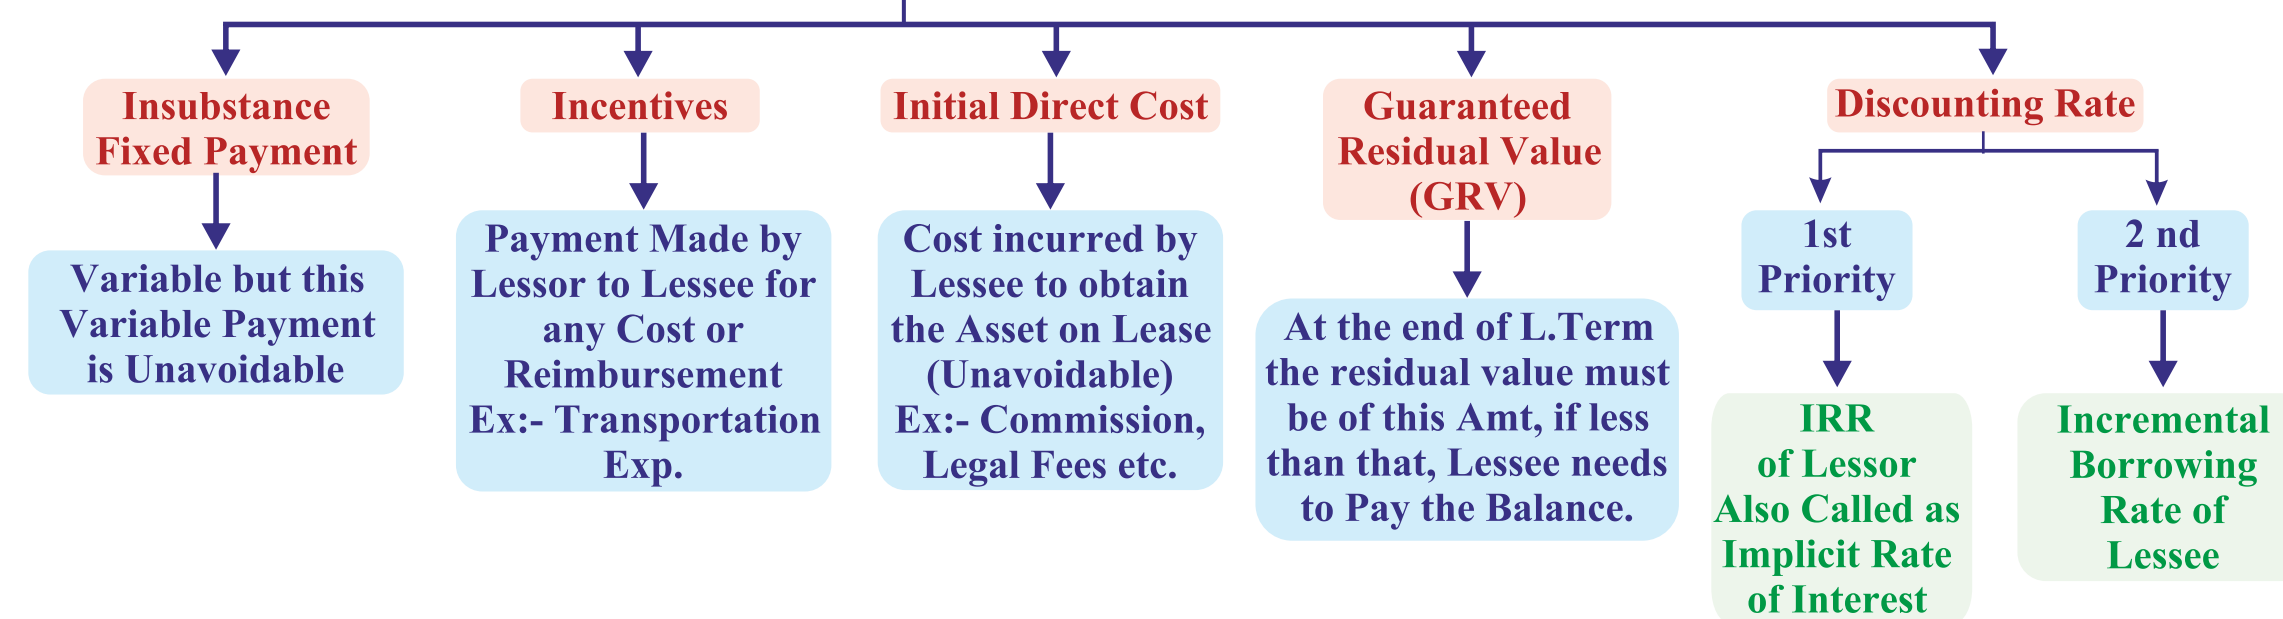 Insubstance
Fixed Payment
Variable but this
Variable Payment
is Unavoidable
Incentives
Payment Made by
Lessor to Lessee for
any Cost or
Reimbursement
Ex:- Transportation
Exp.
Initial Direct Cost
Cost incurred by
Lessee to obtain
the Asset on Lease
(Unavoidable)
Ex:- Commission,
Legal Fees etc.
Guaranteed
Residual Value
(GRV)
At the end of L.Term
the residual value must
be of this Amt, if less
than that, Lessee needs
to Pay the Balance.
Discounting Rate
1st
Priority
IRR
of Lessor
Also Called as
Implicit Rate
of Interest
2 nd
Priority
Incremental
Borrowing
Rate of
Lessee